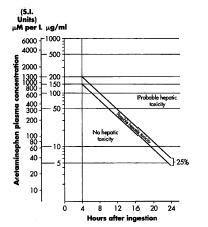 (S.I.
Units)
µM per L µg/ml
6000
1000
4000
3000
500
2000
1300
200
1000
150
800
100
600
400
50
300
200
100
80
10
60
40
5
20
10
Acetaminophen plasma concentration
Probable hepatic
toxicity
No hepatic
toxicity
25%
0 4 8 12 16 20 24
Hours after ingestion